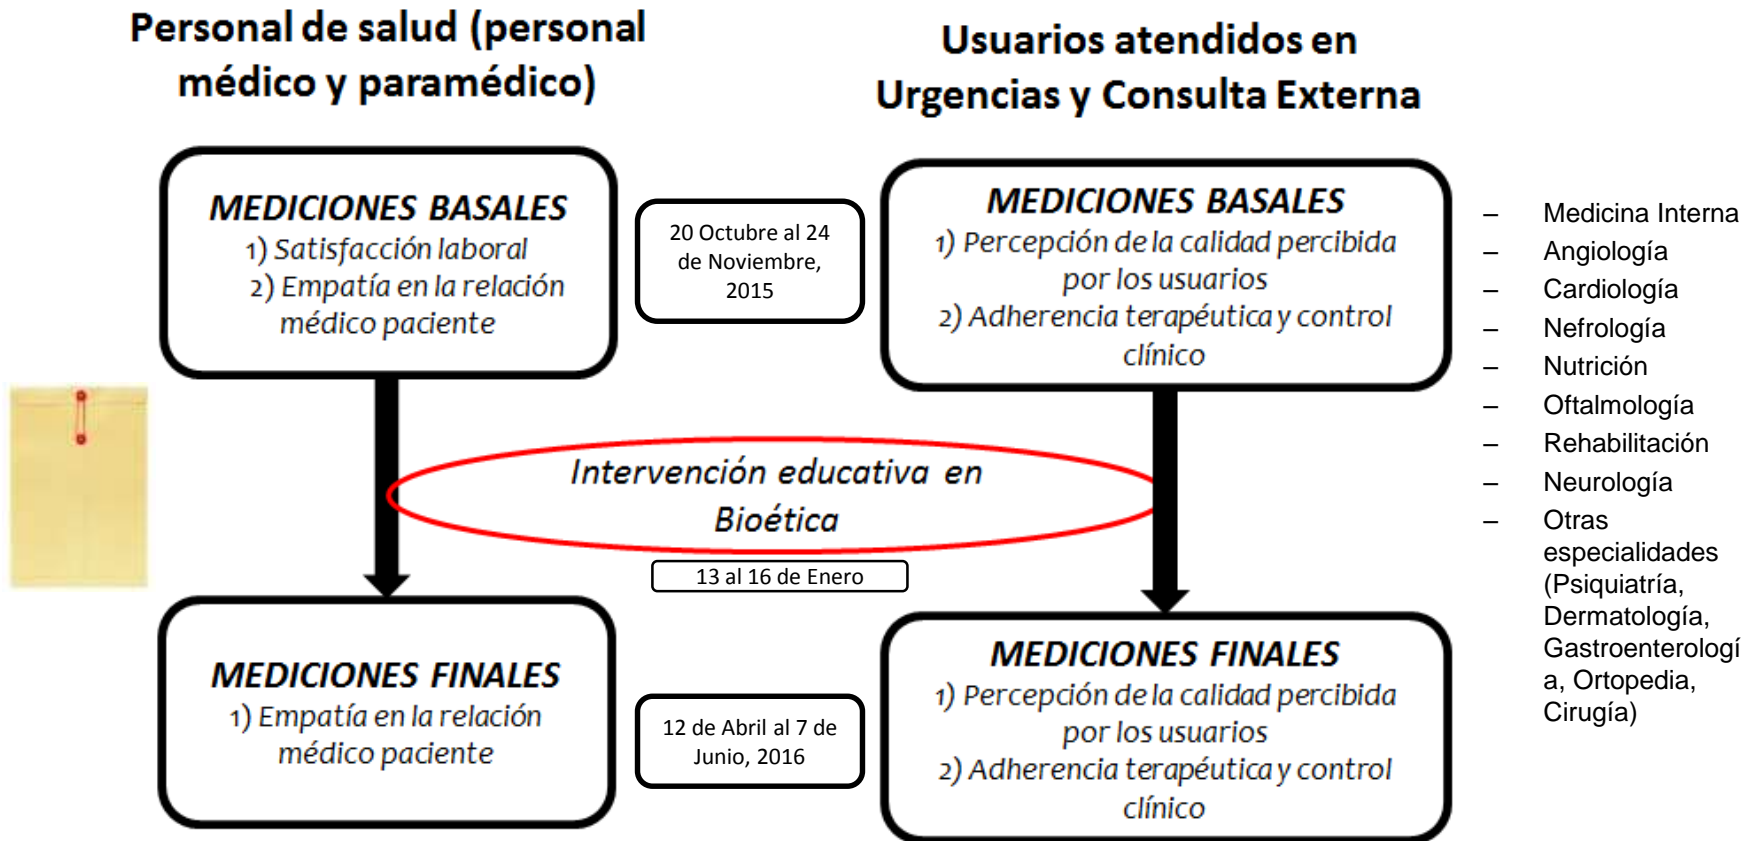 Personal de salud (personal
médico y paramédico)
Usuarios atendidos en
Urgencias y Consulta Externa
MEDICIONES BASALES
1) Satisfacción laboral
2) Empatía en la relación
médico paciente
20 Octubre al 24
de Noviembre,
2015
MEDICIONES BASALES
1) Percepción de la calidad percibida
por los usuarios
2) Adherencia terapéutica y control
clínico
– Medicina Interna
– Angiología
– Cardiología
– Nefrología
– Nutrición
– Oftalmología
– Rehabilitación
– Neurología
– Otras
especialidades
(Psiquiatría,
Dermatología,
Gastroenterologí
a, Ortopedia,
Cirugía)
Intervención educativa en
Bioética
13 al 16 de Enero
MEDICIONES FINALES
1) Empatía en la relación
médico paciente
12 de Abril al 7 de
Junio, 2016
MEDICIONES FINALES
1) Percepción de la calidad percibida
por los usuarios
2) Adherencia terapéutica y control
clínico